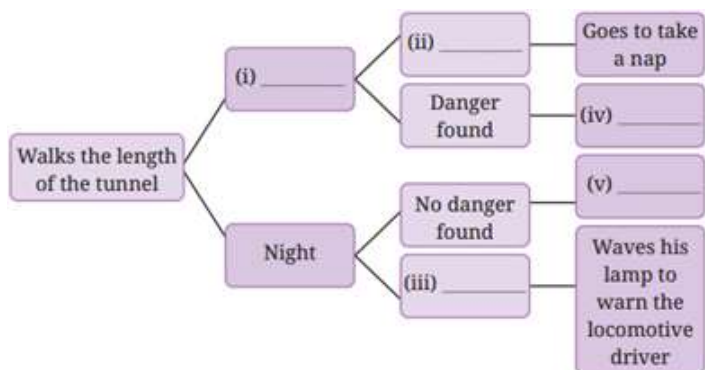 (ii) ________
Goes to take
a nap
(i) ________
Danger
found
(iv) ________
Walks the length
of the tunnel
No danger
found
(v) ________
Night
(iii) ________
Waves his
lamp to
warn the
locomotive
driver